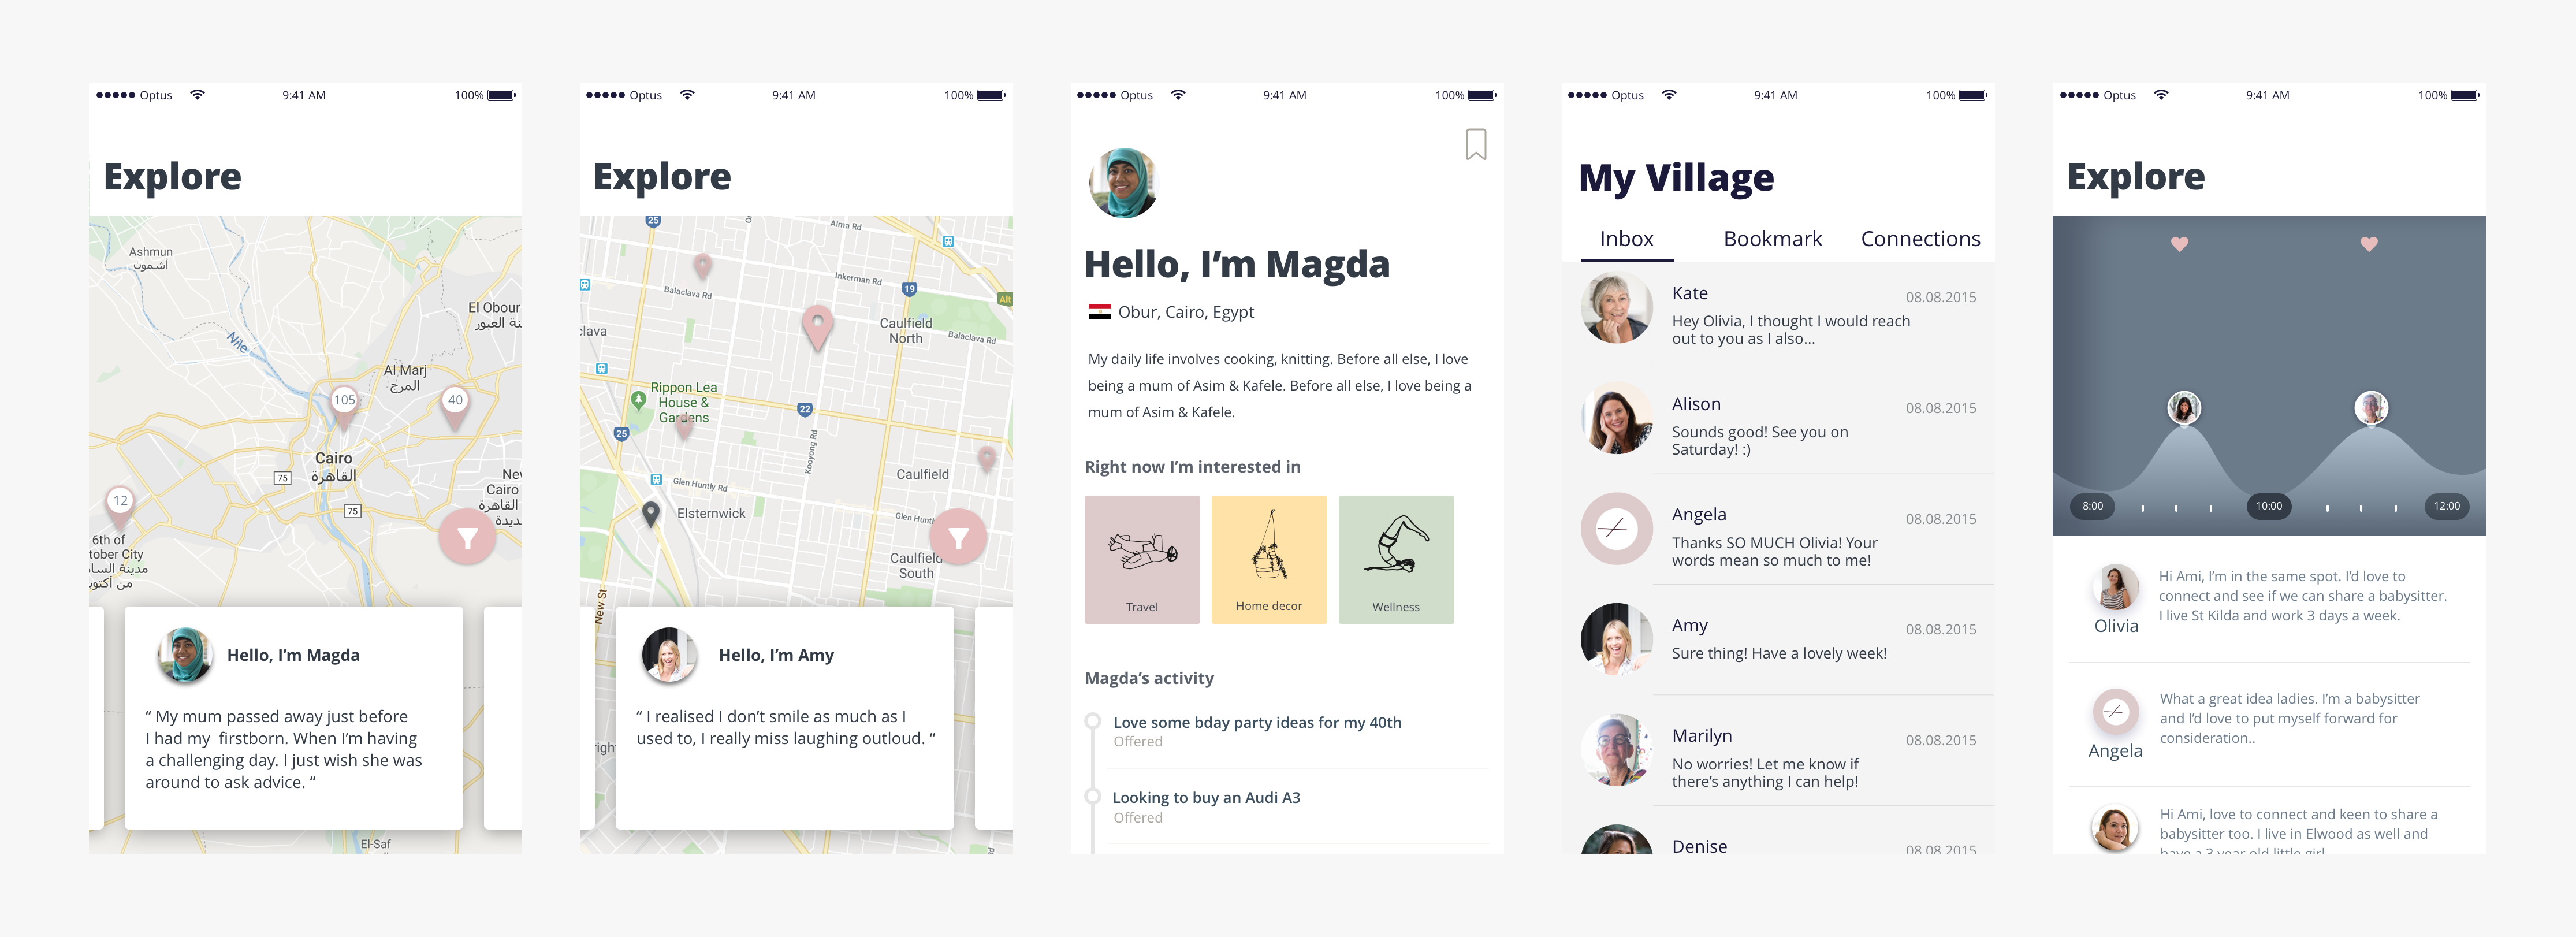 Optus 9:41 AM 100%
Explore
Ashmun
أشمون
El Obour
ينة العبور
Nile
Al Marj
المرج
105
40
Cairo
القاهرة
75
75
12
New
Cairo
القاهرة
جديدة
6th of
tober City
مدينة السا
من أكتوبر
Hello, I’m Magda
“ My mum passed away just before
I had my firstborn. When I’m having
a challenging day. I just wish she was
around to ask advice. “
El-Saf
Optus 9:41 AM 100%
Explore
25
Alma Rd
Inkerman Rd
Balaclava Rd
19
Alt
clava
Caulfield
North
Balaclava Rd
Rippon Lea
House &
Gardens
22
25
Kooyong Rd
Caulfield
Glen Huntly Rd
Elsternwick
Glen Hunt
Caulfield
South
New St
Hello, I’m Amy
“ I realised I don’t smile as much as I
used to, I really miss laughing outloud. “
righ
Optus 9:41 AM 100%
Hello, I’m Magda
Obur, Cairo, Egypt
My daily life involves cooking, knitting. Before all else, I love
being a mum of Asim & Kafele. Before all else, I love being a
mum of Asim & Kafele.
Right now I’m interested in
Travel
Home decor
Wellness
Magda’s activity
Love some bday party ideas for my 40th
Offered
Looking to buy an Audi A3
Offered
Optus 9:41 AM 100%
My Village
Inbox Bookmark Connections
Kate 08.08.2015
Hey Olivia, I thought I would reach
out to you as I also...
Alison 08.08.2015
Sounds good! See you on
Saturday! :)
Angela 08.08.2015
Thanks SO MUCH Olivia! Your
words mean so much to me!
Amy 08.08.2015
Sure thing! Have a lovely week!
Marilyn 08.08.2015
No worries! Let me know if
there’s anything I can help!
Denise 08.08.2015
Optus 9:41 AM 100%
Explore
8:00 10:00 12:00
Hi Ami, I’m in the same spot. I’d love to
connect and see if we can share a babysitter.
I live St Kilda and work 3 days a week.
Olivia
What a great idea ladies. I’m a babysitter
and I’d love to put myself forward for
consideration..
Angela
Hi Ami, love to connect and keen to share a
babysitter too. I live in Elwood as well and
have a 3 year old little girl